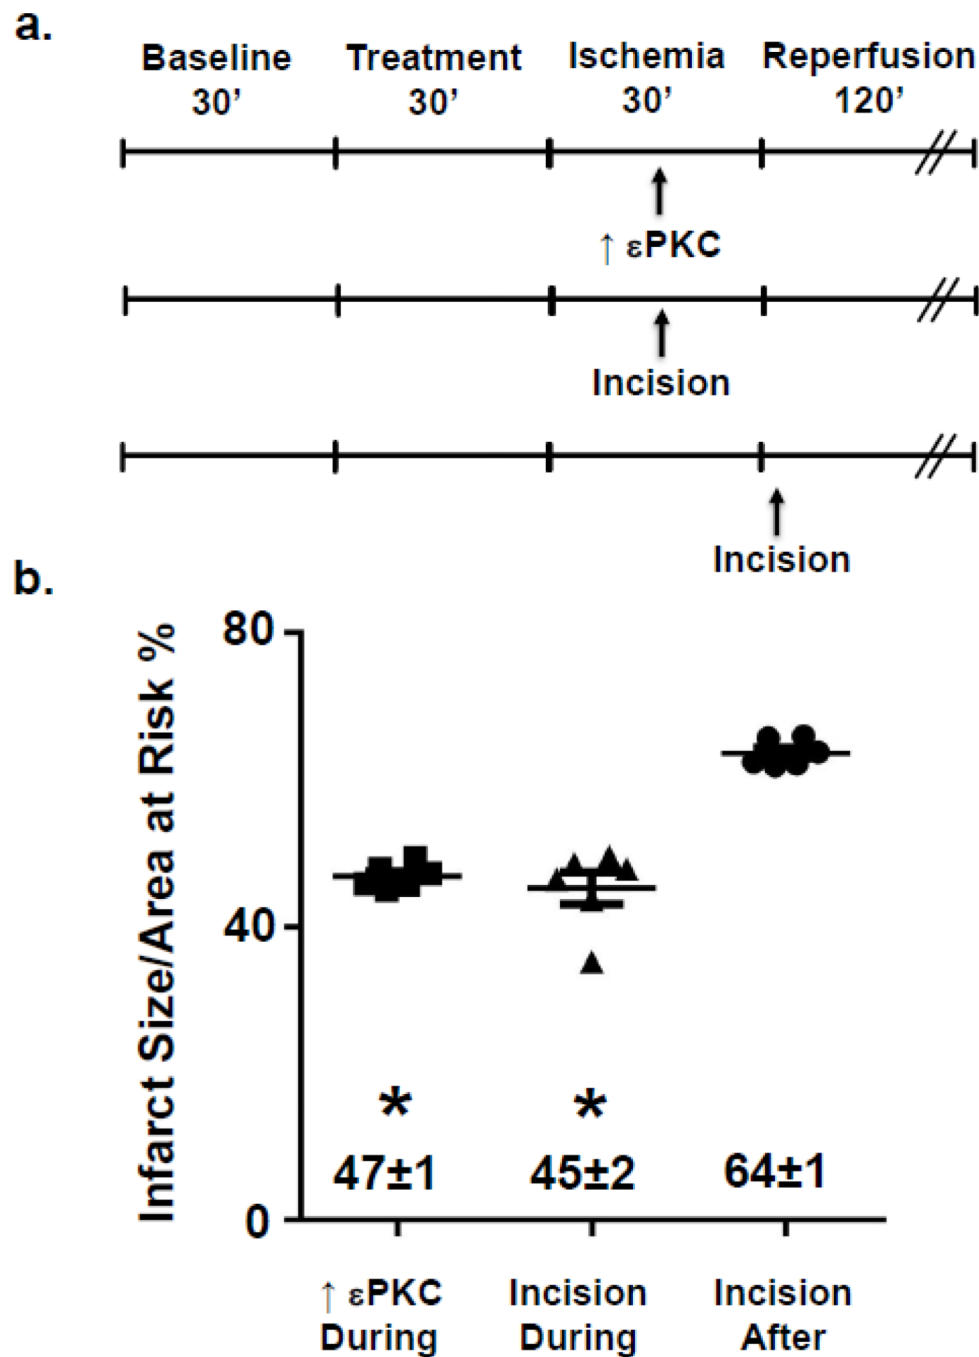 a.
Baseline Treatment Ischemia Reperfusion
30’ 30’ 30’ 120’
↑ εPKC
Incision
Incision
b.
Infarct Size/Area at Risk %
80
40
0
* *
47±1 45±2 64±1
↑ εPKC Incision Incision
During During After